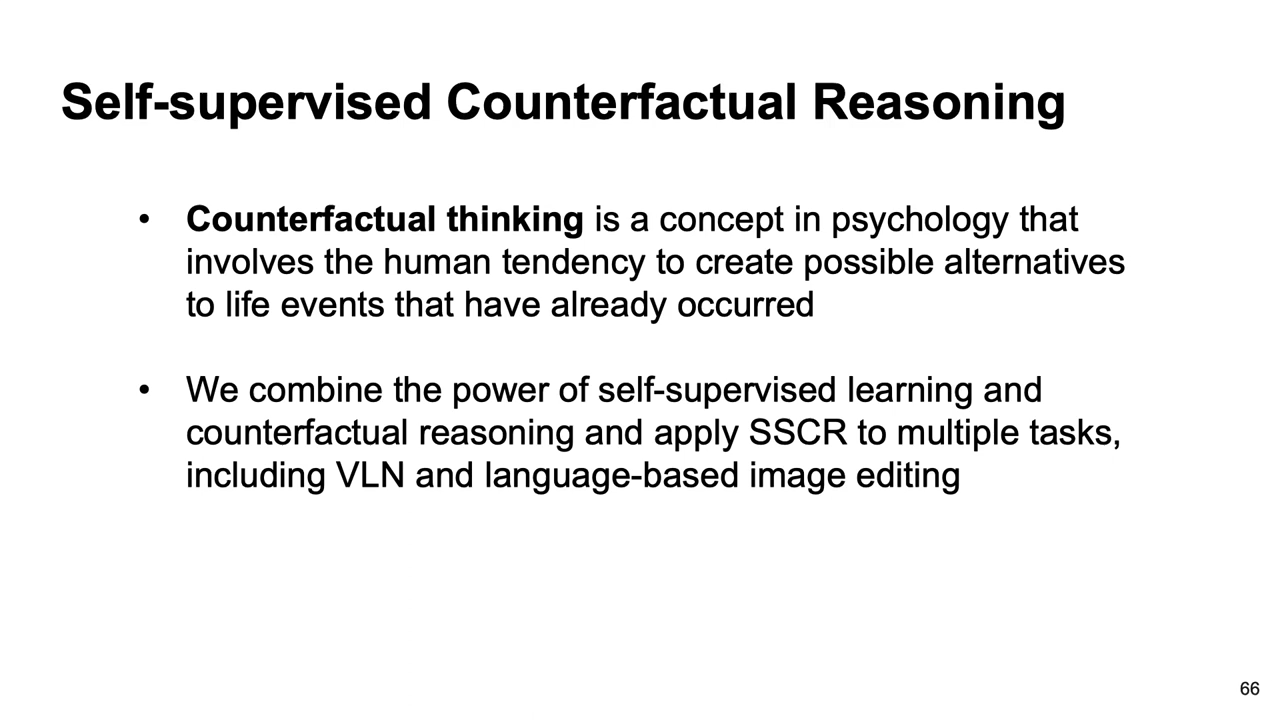 Self-supervised Counterfactual Reasoning
• Counterfactual thinking is a concept in psychology that
involves the human tendency to create possible alternatives
to life events that have already occurred
• We combine the power of self-supervised learning and
counterfactual reasoning and apply SSCR to multiple tasks,
including VLN and language-based image editing
66